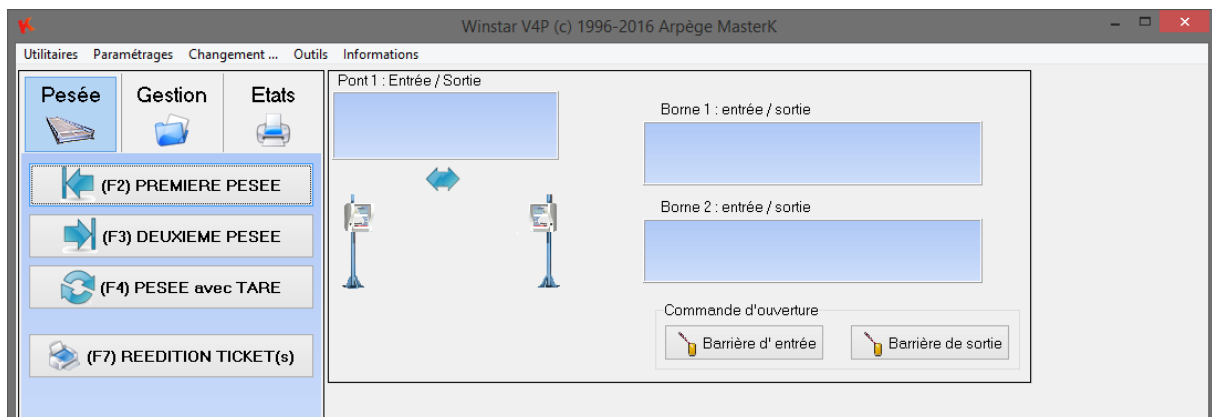 Winstar V4P (c) 1996-2016 Arpège MasterK
Utilitaires Paramétrages Changement ... Outils Informations
Pesée Gestion Etats
(F2) PREMIERE PESEE
(F3) DEUXIEME PESEE
(F4) PESEE avec TARE
(F7) REEDITION TICKET(s)
Pont 1 : Entrée / Sortie
Borne 1 : entrée / sortie
Borne 2 : entrée / sortie
Commande d'ouverture
Barrière d' entrée Barrière de sortie